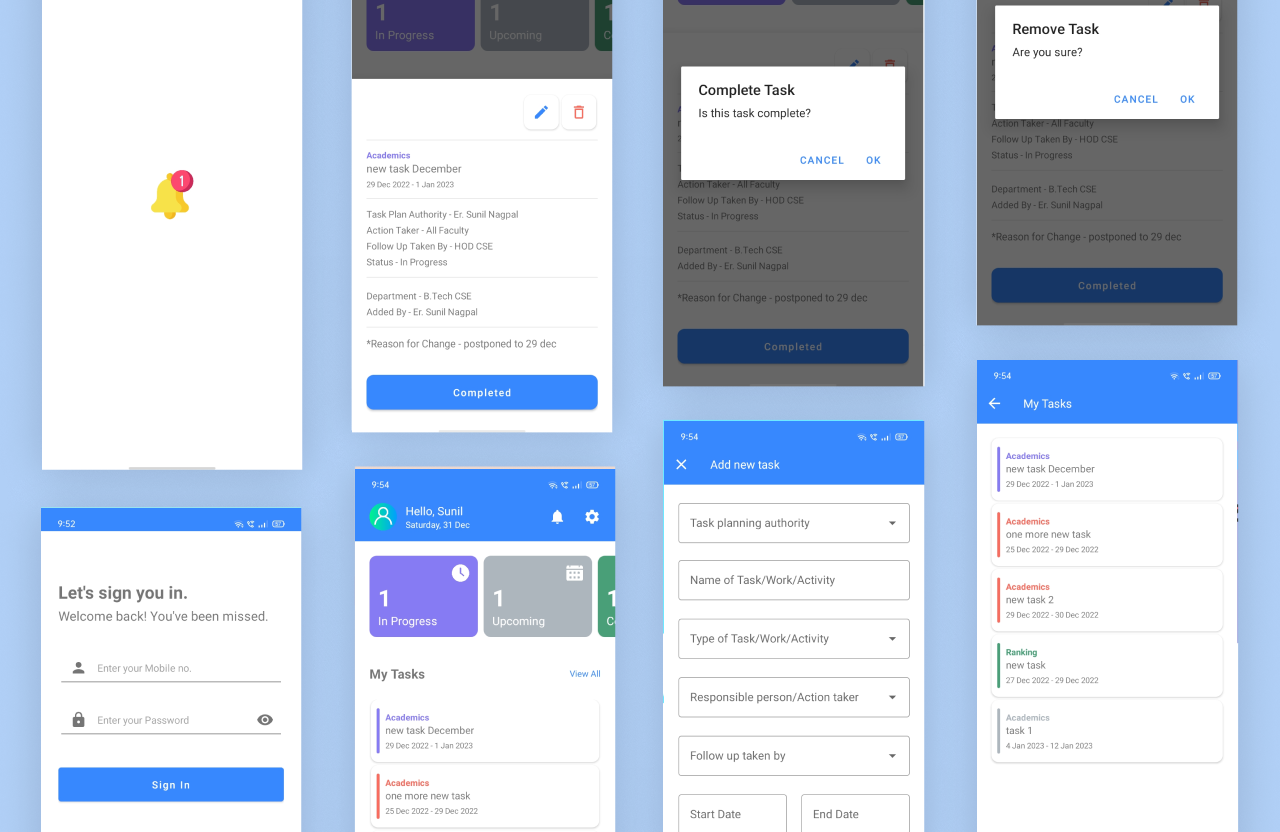 1
9:52
Let's sign you in.
Welcome back! You've been missed.
Enter your Mobile no.
Enter your Password
Sign In
1
In Progress
1
Upcoming
1
C
Academics
new task December
29 Dec 2022 - 1 Jan 2023
Task Plan Authority - Er. Sunil Nagpal
Action Taker - All Faculty
Follow Up Taken By - HOD CSE
Status - In Progress
Department - B.Tech CSE
Added By - Er. Sunil Nagpal
*Reason for Change - postponed to 29 dec
Completed
9:54
57
Hello, Sunil
Saturday, 31 Dec
1
In Progress
1
Upcoming
1
C
My Tasks
View All
Academics
new task December
29 Dec 2022 - 1 Jan 2023
Academics
one more new task
25 Dec 2022 - 29 Dec 2022
In Progress
Upcoming
Complete Task
Is this task complete?
CANCEL
OK
Action Taker - All Faculty
Follow Up Taken By - HOD CSE
Status - In Progress
Department - B.Tech CSE
Added By - Er. Sunil Nagpal
*Reason for Change - postponed to 29 dec
Completed
9:54
57
Add new task
Task planning authority
Name of Task/Work/Activity
Type of Task/Work/Activity
Responsible person/Action taker
Follow up taken by
Start Date
End Date
Remove Task
Are you sure?
CANCEL
OK
Action Taker - All Faculty
Follow Up Taken By - HOD CSE
Status - In Progress
Department - B.Tech CSE
Added By - Er. Sunil Nagpal
*Reason for Change - postponed to 29 dec
Completed
9:54
57
My Tasks
Academics
new task December
29 Dec 2022 - 1 Jan 2023
Academics
one more new task
25 Dec 2022 - 29 Dec 2022
Academics
new task 2
29 Dec 2022 - 30 Dec 2022
Ranking
new task
27 Dec 2022 - 29 Dec 2022
Academics
task 1
4 Jan 2023 - 12 Jan 2023